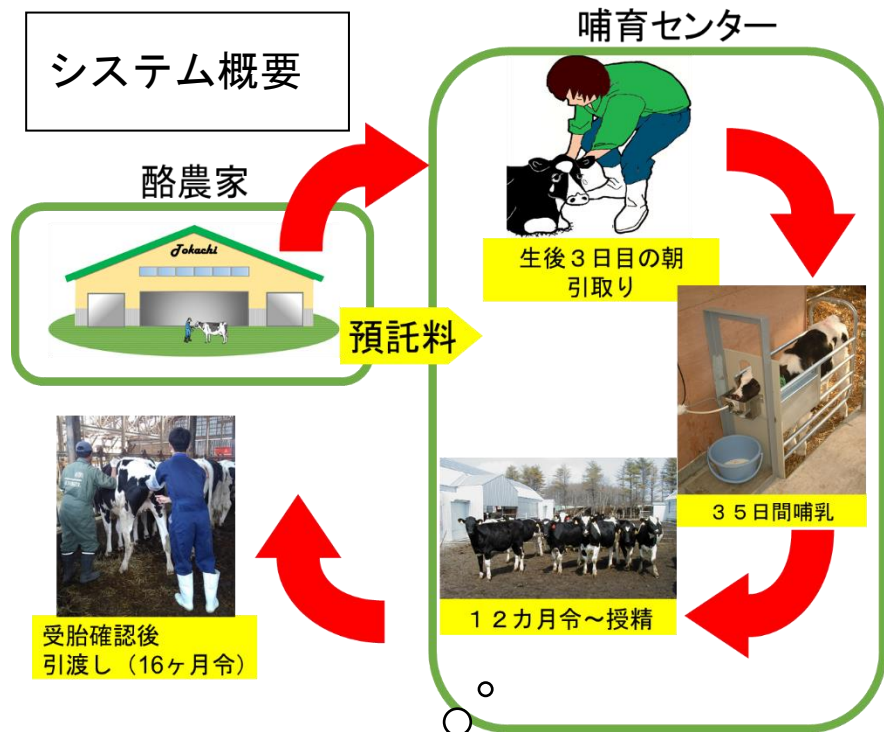 システム概要
哺育センター
酪農家
Tokachi
生後３日目の朝
引取り
預託料
３５日間哺乳
１２カ月令～授精
受胎確認後
引渡し（16ヶ月令）